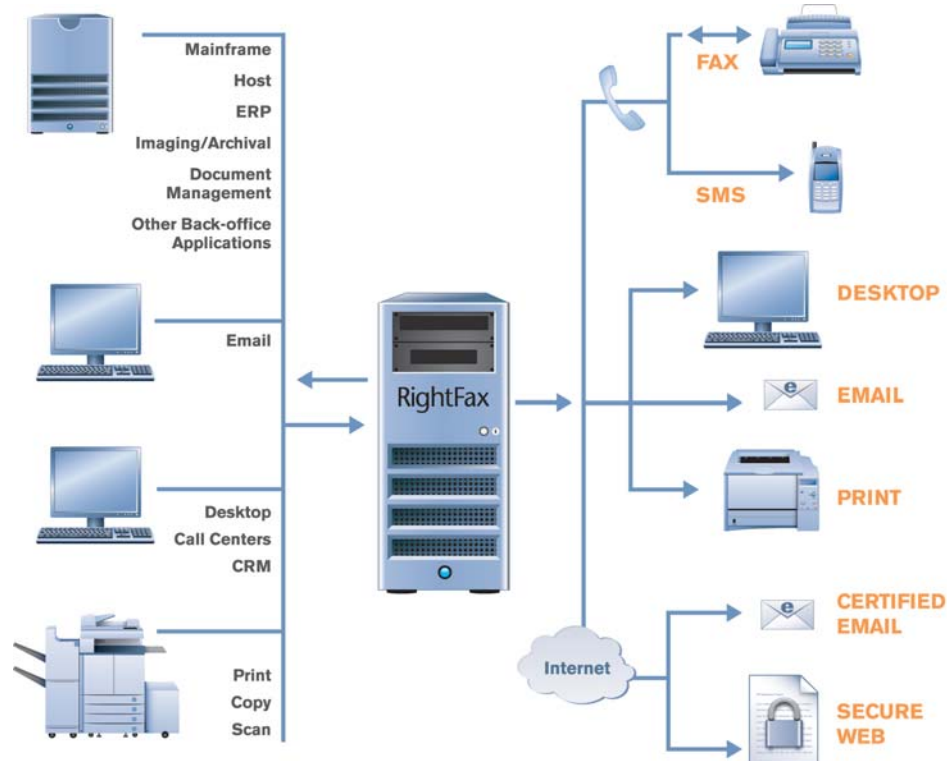 Mainframe
Host
ERP
Imaging/Archival
Document
Management
Other Back-office
Applications
Email
Desktop
Call Centers
CRM
Print
Copy
Scan
RightFax
FAX
SMS
DESKTOP
e
EMAIL
PRINT
Internet
e
CERTIFIED
EMAIL
SECURE
WEB